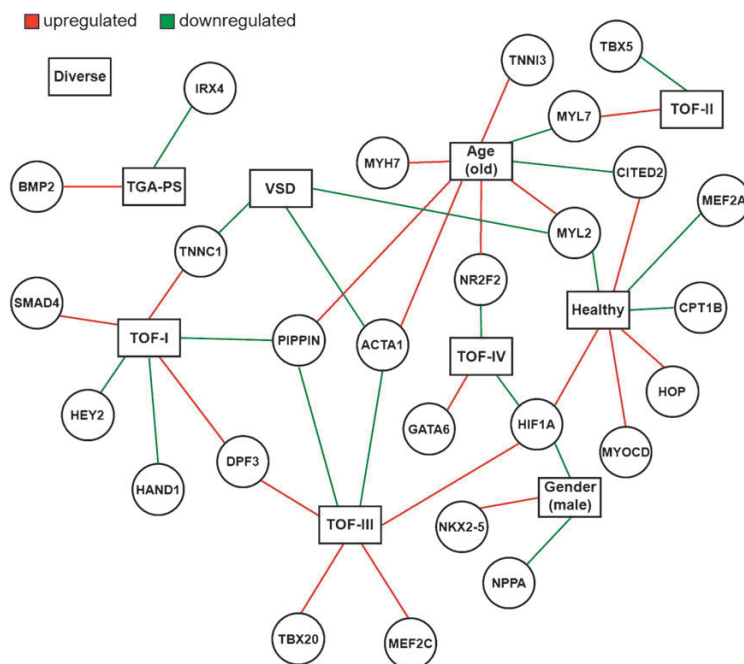 upregulated downregulated
TNNI3
TBX5
Diverse
IRX4
TOF-II
MYL7
Age
(old)
MYH7
CITED2
BMP2
TGA-PS
VSD
MEF2A
MYL2
TNNC1
NR2F2
SMAD4
Healthy
CPT1B
TOF-I
PIPPIN
ACTA1
TOF-IV
HOP
HEY2
GATA6
HIF1A
MYOCD
DPF3
HAND1
Gender
(male)
TOF-III
NKX2-5
NPPA
TBX20
MEF2C